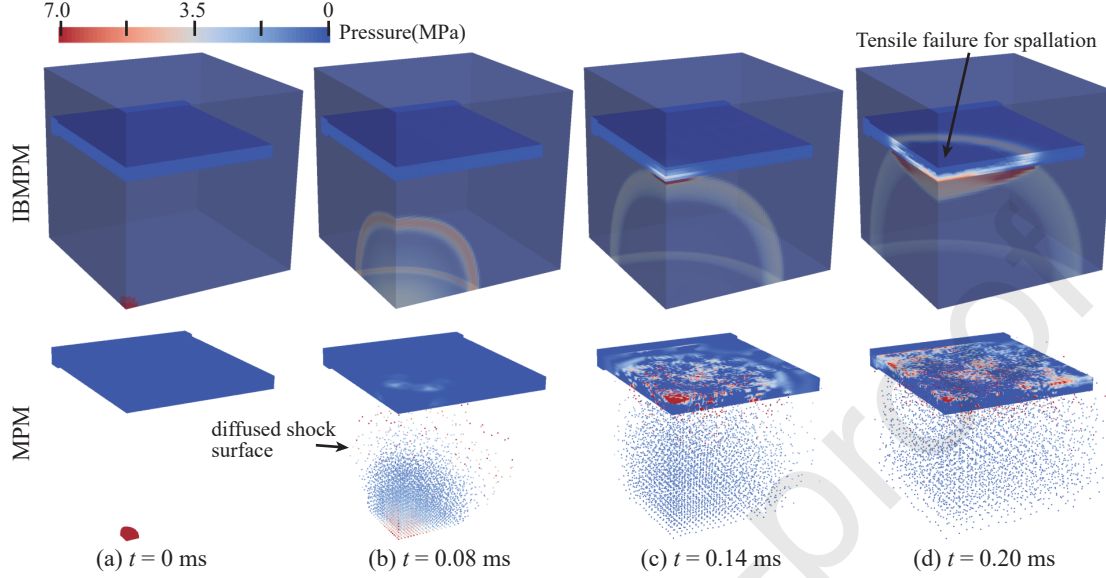 7.0 3.5 0
Pressure(MPa)
Tensile failure for spallation
IBMPM
diffused shock
surface
MPM
(a) t = 0 ms
(b) t = 0.08 ms
(c) t = 0.14 ms
(d) t = 0.20 ms